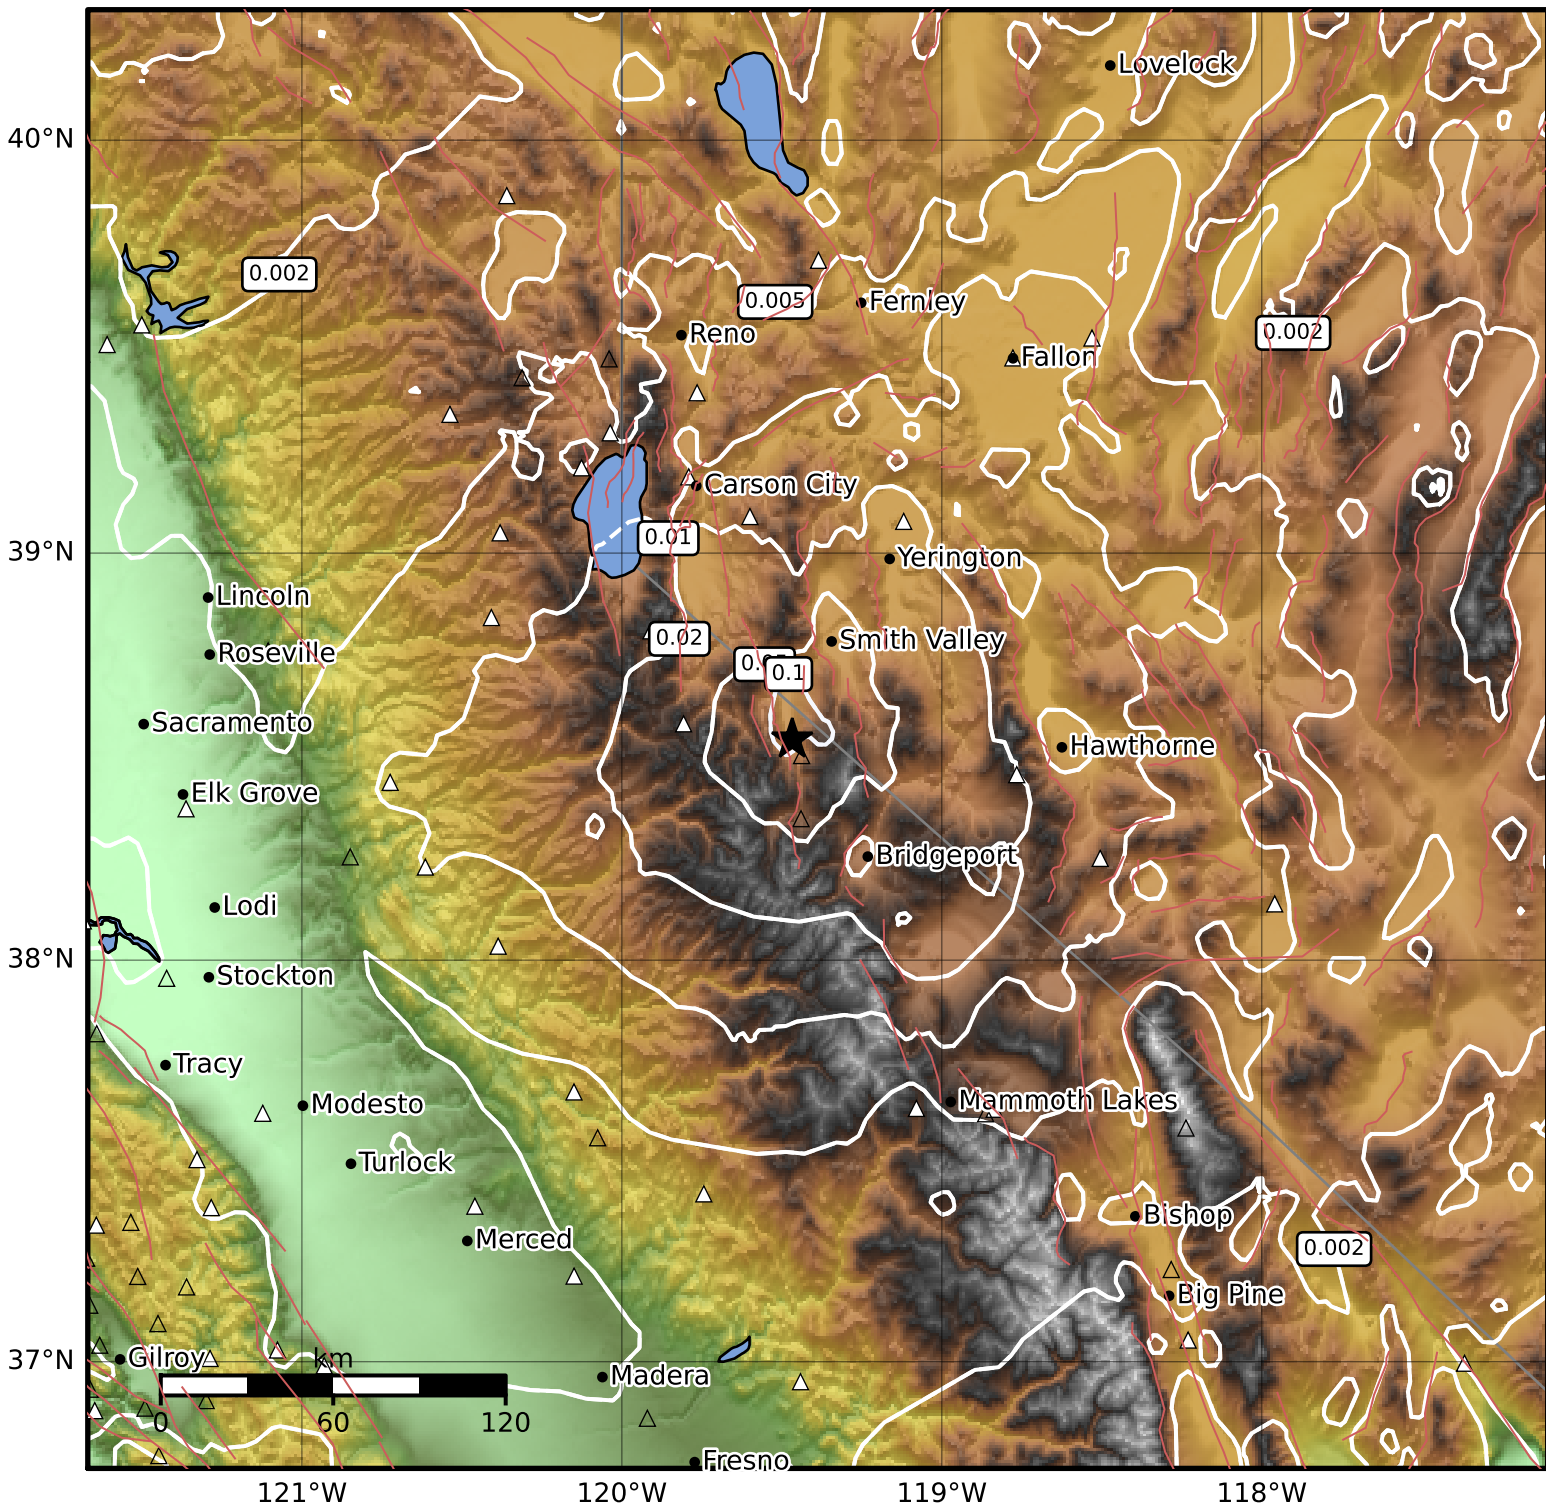 Lovelock
40°N
0.002
0.005
Fernley
Reno
0.002
Fallon
Carson City
0.01
39°N
Yerington
Lincoln
0.02
Smith Valley
Roseville
0.1
Sacramento
Hawthorne
Elk Grove
Bridgeport
Lodi
38°N
Stockton
Tracy
Modesto
Mammoth Lakes
Turlock
Bishop
Merced
0.002
Big Pine
37°N
Gilroy
km
Madera
0
60
120
Fresno
121°W
120°W
119°W
118°W